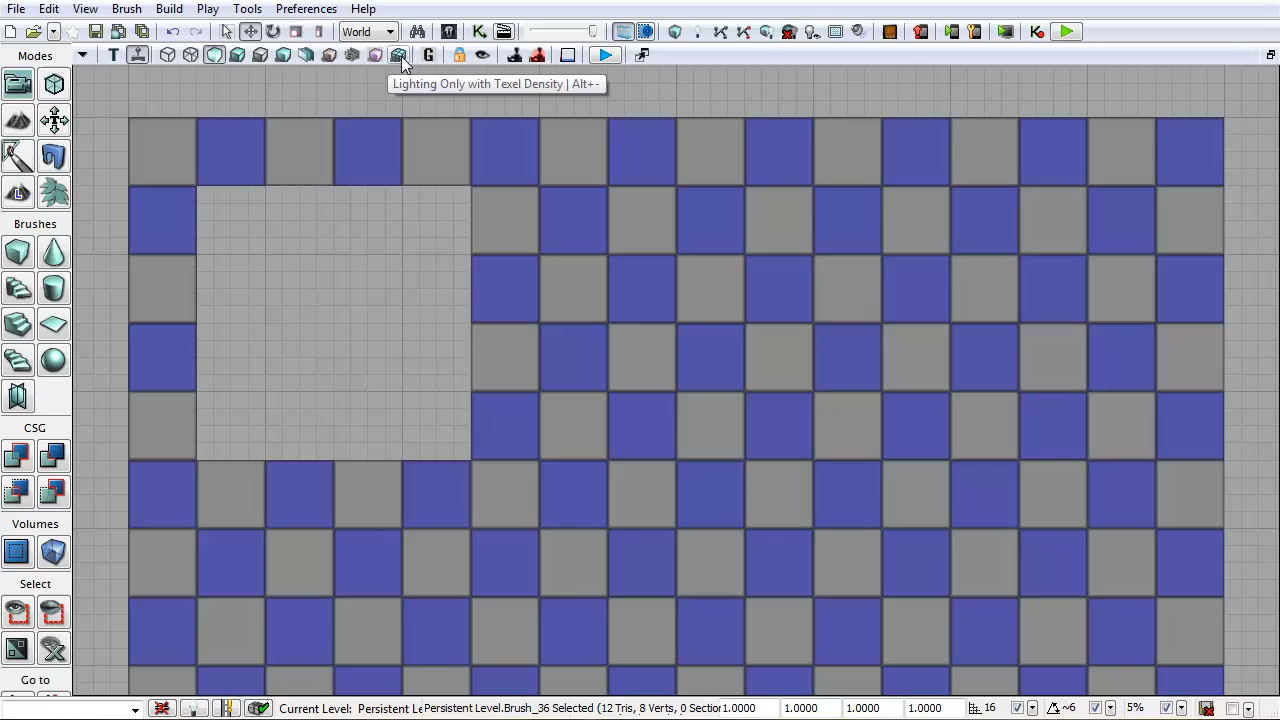 File Edit View Brush Build Play Tools Preferences Help
World
T
G
Lighting Only with Texel Density | Alt+-
Modes
L
Brushes
CSG
Volumes
Select
Go to
Current Level: Persistent Le
Persistent Level.Brush_36 Selected (12 Tris, 8 Verts, 0 Section
1.0000 1.0000 1.0000 1.0000
16 ~6 5%